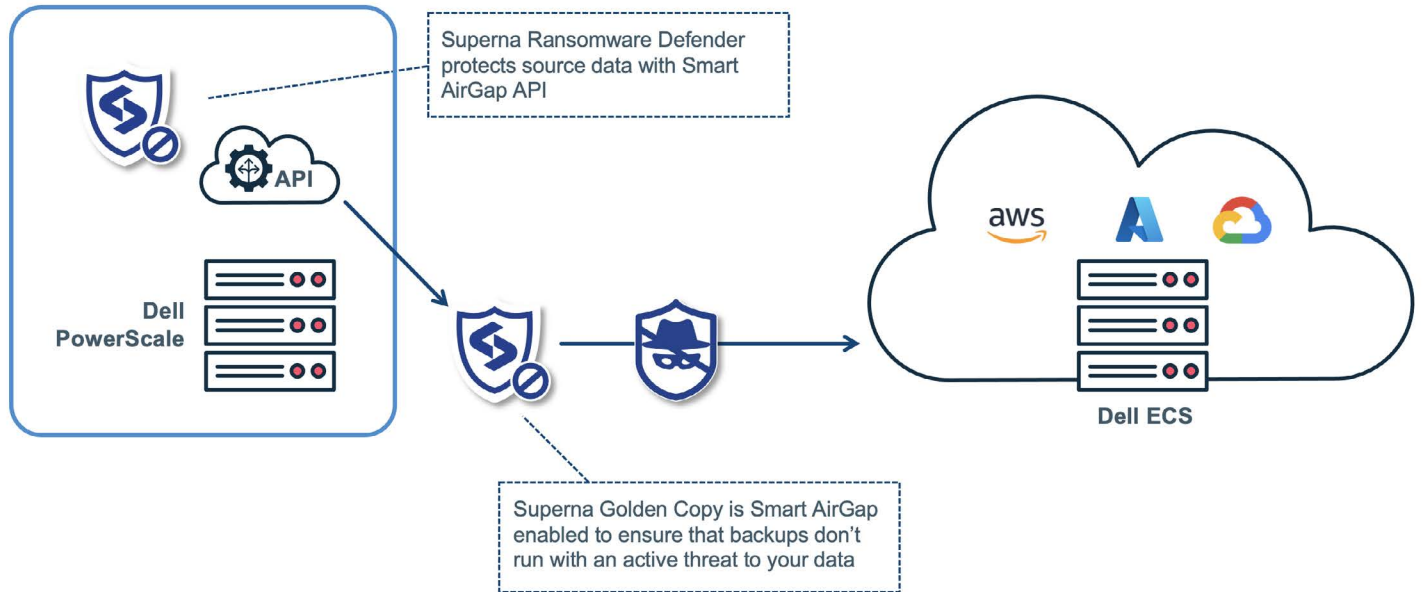 Superna Ransomware Defender
protects source data with Smart
AirGap API
API
aws
Dell
PowerScale
Dell ECS
Superna Golden Copy is Smart AirGap
enabled to ensure that backups don’t
run with an active threat to your data